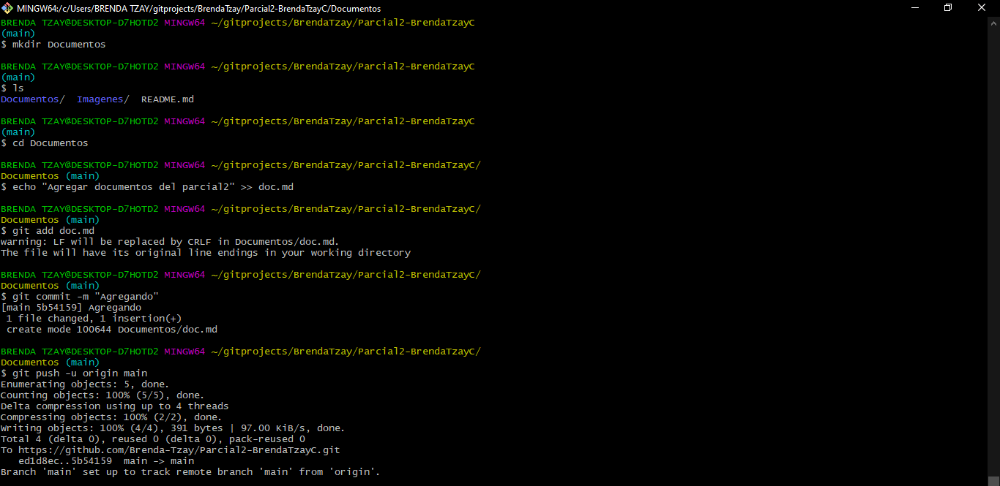 MINGW64:/c/Users/BRENDA TZAY/gitprojects/BrendaTzay/Parcial2-BrendaTzayC/Documentos
BRENDA TZAY@DESKTOP-D7HOTD2 MINGW64 ~/gitprojects/BrendaTzay/Parcial2-BrendaTzayC
(main)
$ mkdir Documentos
BRENDA TZAY@DESKTOP-D7HOTD2 MINGW64 ~/gitprojects/BrendaTzay/Parcial2-BrendaTzayC
(main)
$ ls
Documentos/  Imagenes/  README.md
BRENDA TZAY@DESKTOP-D7HOTD2 MINGW64 ~/gitprojects/BrendaTzay/Parcial2-BrendaTzayC
(main)
$ cd Documentos
BRENDA TZAY@DESKTOP-D7HOTD2 MINGW64 ~/gitprojects/BrendaTzay/Parcial2-BrendaTzayC/
Documentos (main)
$ echo "Agregar documentos del parcial2" >> doc.md
BRENDA TZAY@DESKTOP-D7HOTD2 MINGW64 ~/gitprojects/BrendaTzay/Parcial2-BrendaTzayC/
Documentos (main)
$ git add doc.md
warning: LF will be replaced by CRLF in Documentos/doc.md.
The file will have its original line endings in your working directory
BRENDA TZAY@DESKTOP-D7HOTD2 MINGW64 ~/gitprojects/BrendaTzay/Parcial2-BrendaTzayC/
Documentos (main)
$ git commit -m "Agregando"
[main 5b54159] Agregando
 1 file changed, 1 insertion(+)
 create mode 100644 Documentos/doc.md
BRENDA TZAY@DESKTOP-D7HOTD2 MINGW64 ~/gitprojects/BrendaTzay/Parcial2-BrendaTzayC/
Documentos (main)
$ git push -u origin main
Enumerating objects: 5, done.
Counting objects: 100% (5/5), done.
Delta compression using up to 4 threads
Compressing objects: 100% (2/2), done.
Writing objects: 100% (4/4), 391 bytes | 97.00 KiB/s, done.
Total 4 (delta 0), reused 0 (delta 0), pack-reused 0
To https://github.com/Brenda-Tzay/Parcial2-BrendaTzayC.git
   ed1d8ec..5b54159  main -> main
Branch 'main' set up to track remote branch 'main' from 'origin'.